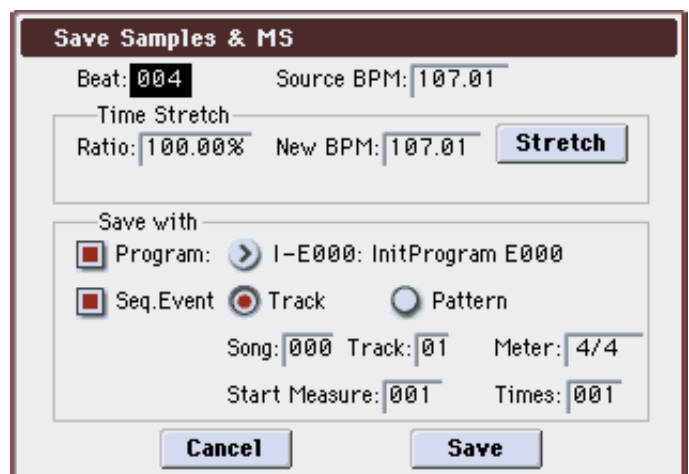 Save Samples & MS
Beat: 004 Source BPM: 107.01
Time Stretch
Ratio: 100.00% New BPM: 107.01 Stretch
Save with
Program: I-E000: InitProgram E000
Seq.Event Track Pattern
Song: 000 Track: 01 Meter: 4/4
Start Measure: 001 Times: 001
Cancel Save